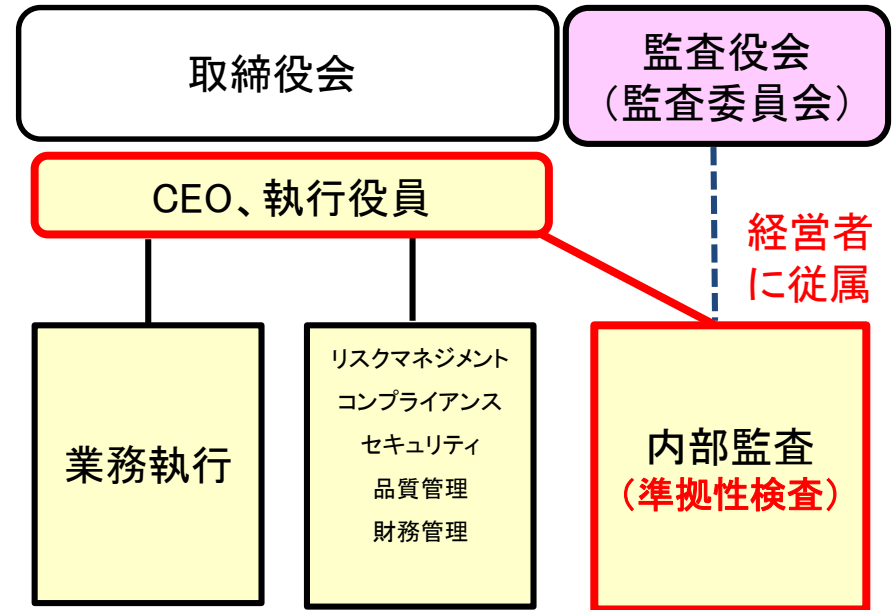 取締役会
監査役会
（監査委員会）
CEO、執行役員
経営者
に従属
業務執行
リスクマネジメント
コンプライアンス
セキュリティ
品質管理
財務管理
内部監査
（準拠性検査）